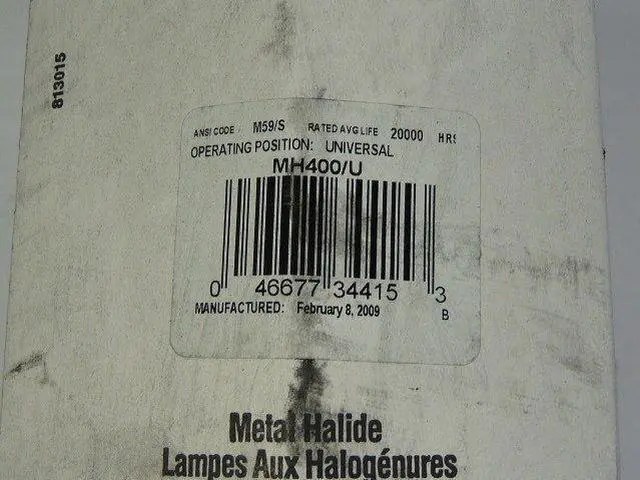 813015
ANSI CODE M59/S RATED AVG LIFE 20000 HRS
OPERATING POSITION: UNIVERSAL
MH400/U
0 46677 34415 3
MANUFACTURED: February 8, 2009 B
Metal Halide
Lampes Aux Halogénures